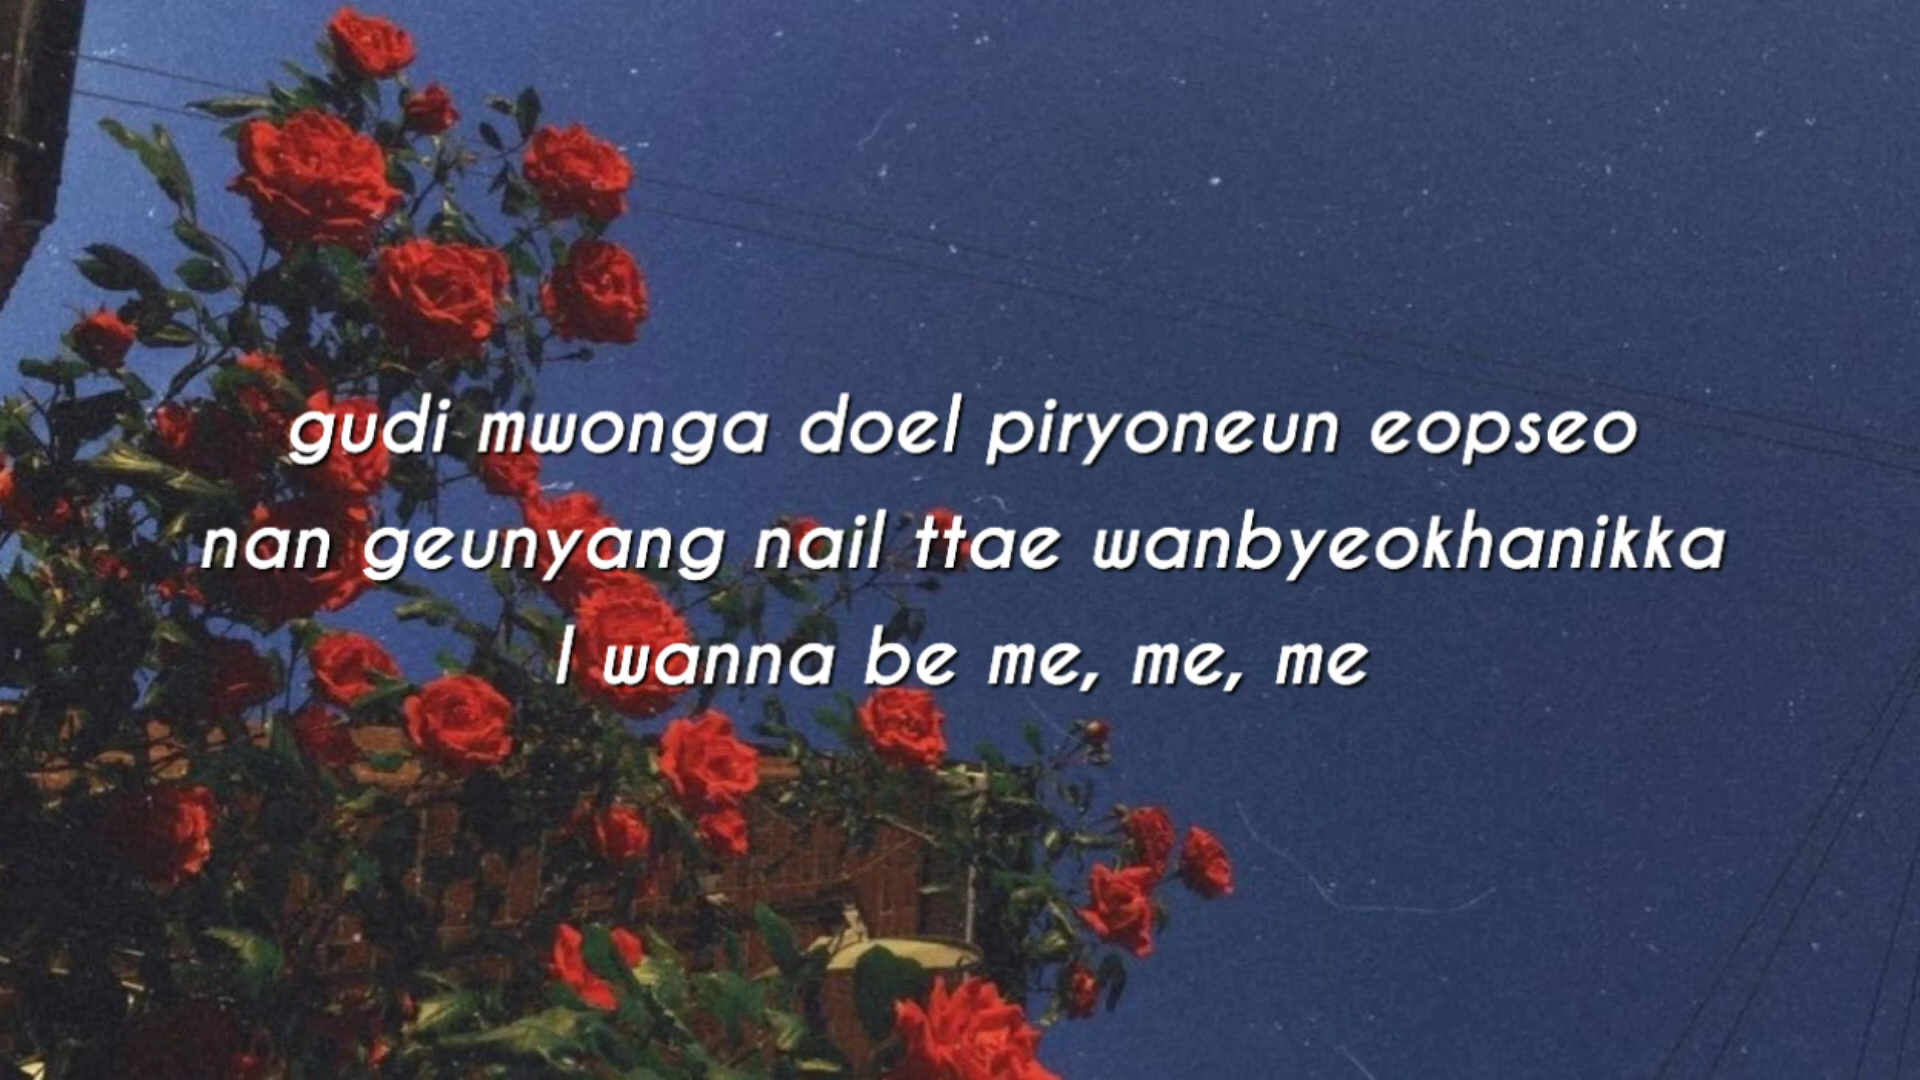 gudi mwonga doel piryoneun eopseo
nan geunyang nail ttae wanbyeokhanikka
I wanna be me, me, me